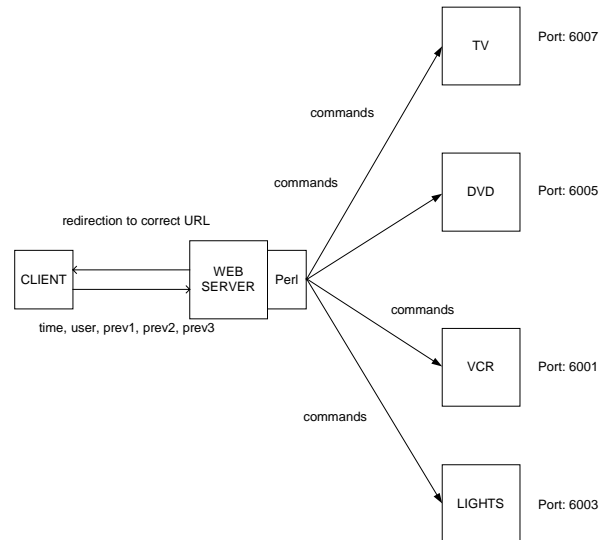 TV
Port: 6007
commands
commands
DVD
Port: 6005
redirection to correct URL
CLIENT
WEB
SERVER
Perl
time, user, prev1, prev2, prev3
commands
VCR
Port: 6001
commands
LIGHTS
Port: 6003